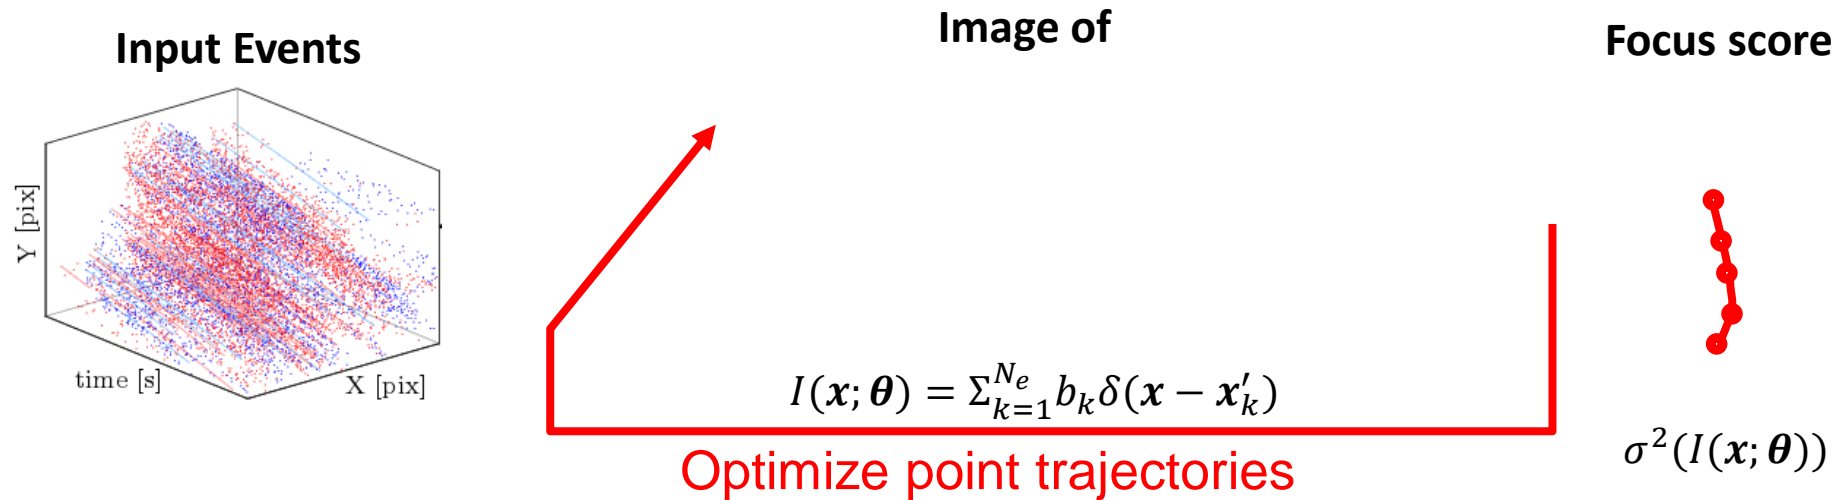 Input Events
Image of
Focus score
Y [pix]
time [s]
X [pix]
I(x; θ) = Σ_{k=1}^{N_e} b_k δ(x − x′_k)
σ²(I(x; θ))
Optimize point trajectories